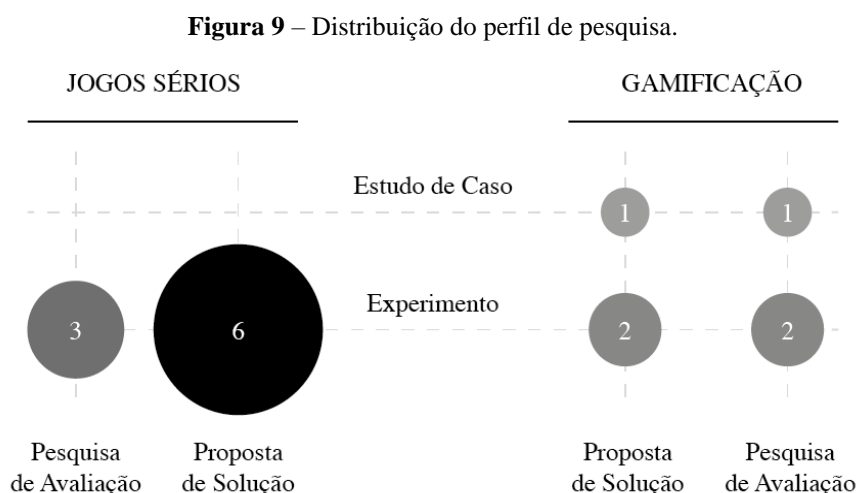 Figura 9 – Distribuição do perfil de pesquisa.
JOGOS SÉRIOS
GAMIFICAÇÃO
Estudo de Caso
1
1
Experimento
3
6
2
2
Pesquisa
de Avaliação
Proposta
de Solução
Proposta
de Solução
Pesquisa
de Avaliação